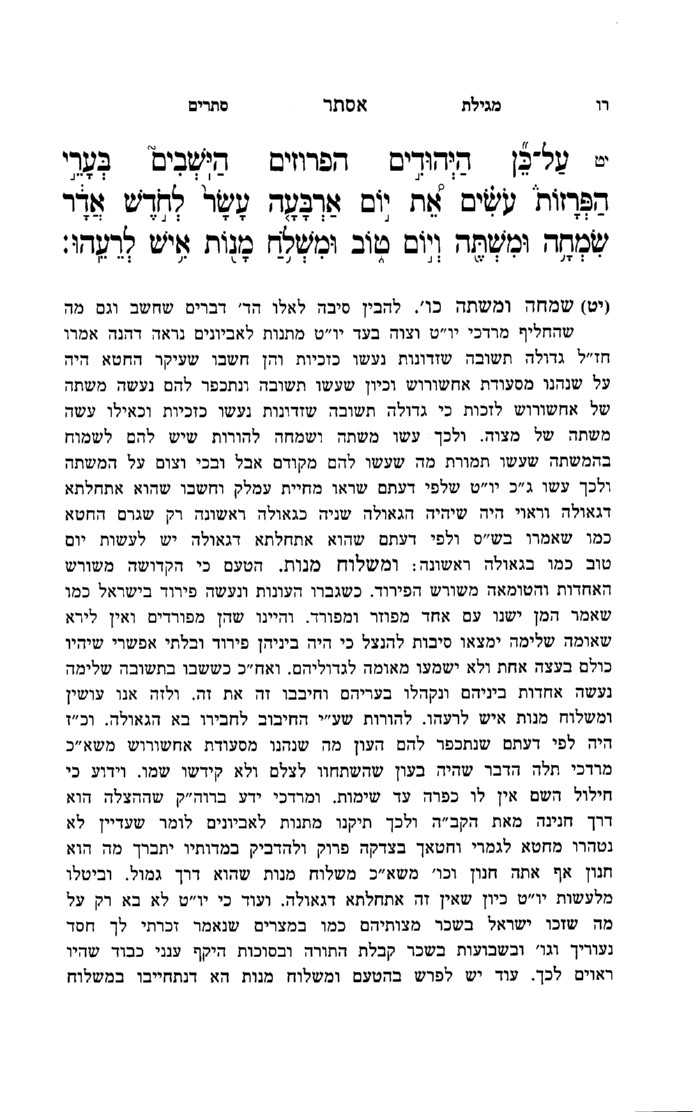 רו מגילת אסתר סתרים
יט עַל־כֵּ֞ן הַיְּהוּדִ֣ים הפרוזים הַיֹּשְׁבִים֮ בְּעָרֵ֣י
הַפְּרָזוֹת֒ עֹשִׂ֗ים אֵ֠ת י֣וֹם אַרְבָּעָ֤ה עָשָׂר֙ לְחֹ֣דֶשׁ אֲדָ֔ר
שִׂמְחָ֥ה וּמִשְׁתֶּ֖ה וְי֣וֹם ט֑וֹב וּמִשְׁלֹ֥חַ מָנ֖וֹת אִ֥ישׁ לְרֵעֵֽהוּ׃
(יט) שמחה ומשתה כו׳. להבין סיבה לאלו הד׳ דברים שחשב וגם מה
שהחליף מרדכי יו״ט וצוה בעד יו״ט מתנות לאביונים נראה דהנה אמרו
חז״ל גדולה תשובה שזדונות נעשו כזכיות והן חשבו שעיקר החטא היה
על שנהנו מסעודת אחשורוש וכיון שעשו תשובה ונתכפר להם נעשה משתה
של אחשורוש לזכות כי גדולה תשובה שזדונות נעשו כזכיות וכאילו עשה
משתה של מצוה. ולכך עשו משתה ושמחה להורות שיש להם לשמוח
בהמשתה שעשו תמורת מה שעשו להם מקודם אבל ובכי וצום על המשתה
ולכך עשו ג״כ יו״ט שלפי דעתם שראו מחיית עמלק וחשבו שהוא אתחלתא
דגאולה וראוי היה שיהיה הגאולה שניה כגאולה ראשונה רק שגרם החטא
כמו שאמרו בש״ס ולפי דעתם שהוא אתחלתא דגאולה יש לעשות יום
טוב כמו בגאולה ראשונה: ומשלוח מנות. הטעם כי הקדושה משורש
האחדות והטומאה משורש הפירוד. כשגברו העונות ונעשה פירוד בישראל כמו
שאמר המן ישנו עם אחד מפוזר ומפורד. והיינו שהן מפורדים ואין לירא
שאומה שלימה ימצאו סיבות להנצל כי היה ביניהן פירוד ובלתי אפשרי שיהיו
כולם בעצה אחת ולא ישמעו מאומה לגדוליהם. ואח״כ כששבו בתשובה שלימה
נעשה אחדות ביניהם ונקהלו בעריהם וחיבבו זה את זה. ולזה אנו עושין
ומשלוח מנות איש לרעהו. להורות שע״י החיבוב לחבירו בא הגאולה. וכ״ז
היה לפי דעתם שנתכפר להם העון מה שנהנו מסעודת אחשורוש משא״כ
מרדכי תלה הדבר שהיה בעון שהשתחוו לצלם ולא קידשו שמו. וידוע כי
חילול השם אין לו כפרה עד שימות. ומרדכי ידע ברוה״ק שההצלה הוא
דרך חנינה מאת הקב״ה ולכך תיקנו מתנות לאביונים לומר שעדיין לא
נטהרו מחטא לגמרי וחטאך בצדקה פרוק ולהדביק במדותיו יתברך מה הוא
חנון אף אתה חנון וכו׳ משא״כ משלוח מנות שהוא דרך גמול. וביטלו
מלעשות יו״ט כיון שאין זה אתחלתא דגאולה. ועוד כי יו״ט לא בא רק על
מה שזכו ישראל בשכר מצותיהם כמו במצרים שנאמר זכרתי לך חסד
נעוריך וגו׳ ובשבועות בשכר קבלת התורה ובסוכות היקף ענני כבוד שהיו
ראוים לכך. עוד יש לפרש בהטעם ומשלוח מנות הא דנתחייבו במשלוח